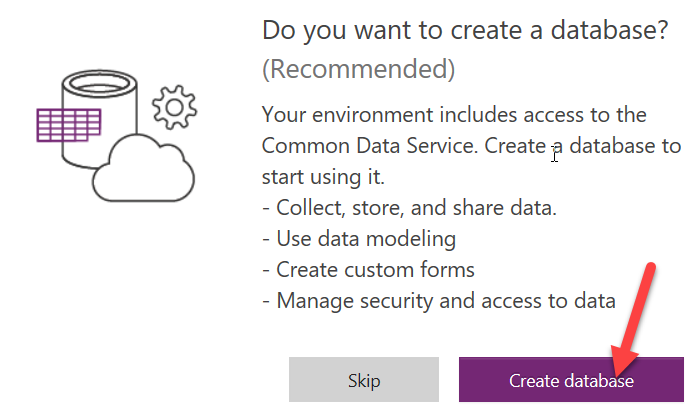 Do you want to create a database?
(Recommended)
Your environment includes access to the
Common Data Service. Create a database to
start using it.
- Collect, store, and share data.
- Use data modeling
- Create custom forms
- Manage security and access to data
Skip
Create database